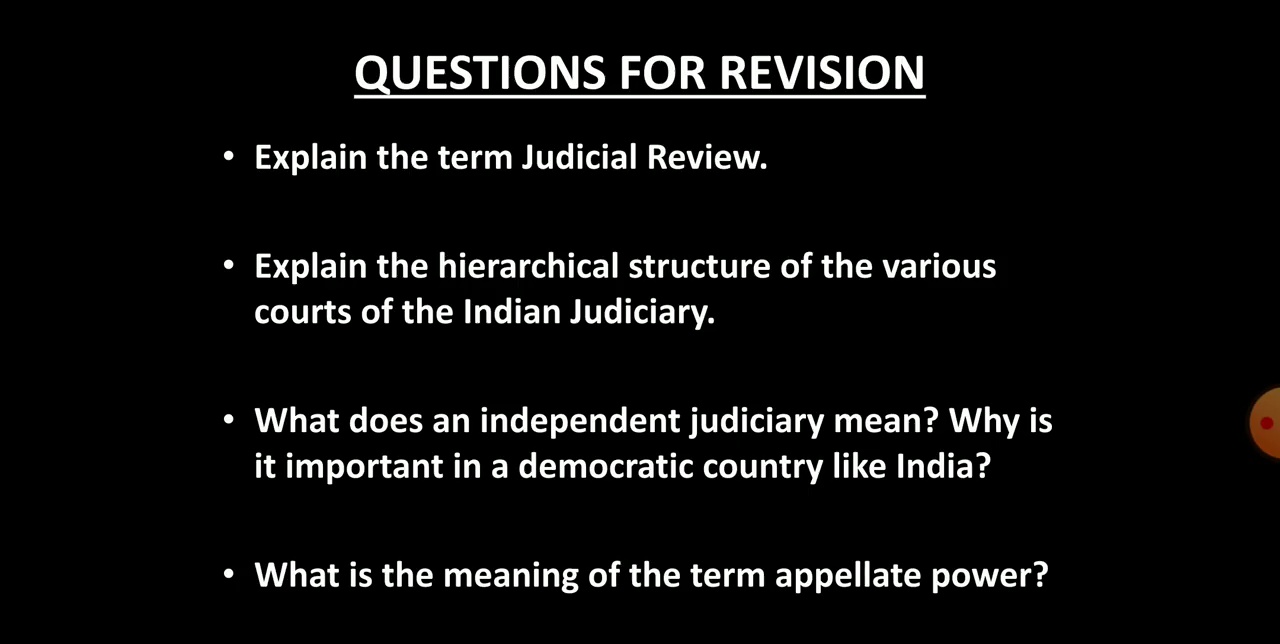 QUESTIONS FOR REVISION
• Explain the term Judicial Review.
• Explain the hierarchical structure of the various
courts of the Indian Judiciary.
• What does an independent judiciary mean? Why is
it important in a democratic country like India?
• What is the meaning of the term appellate power?